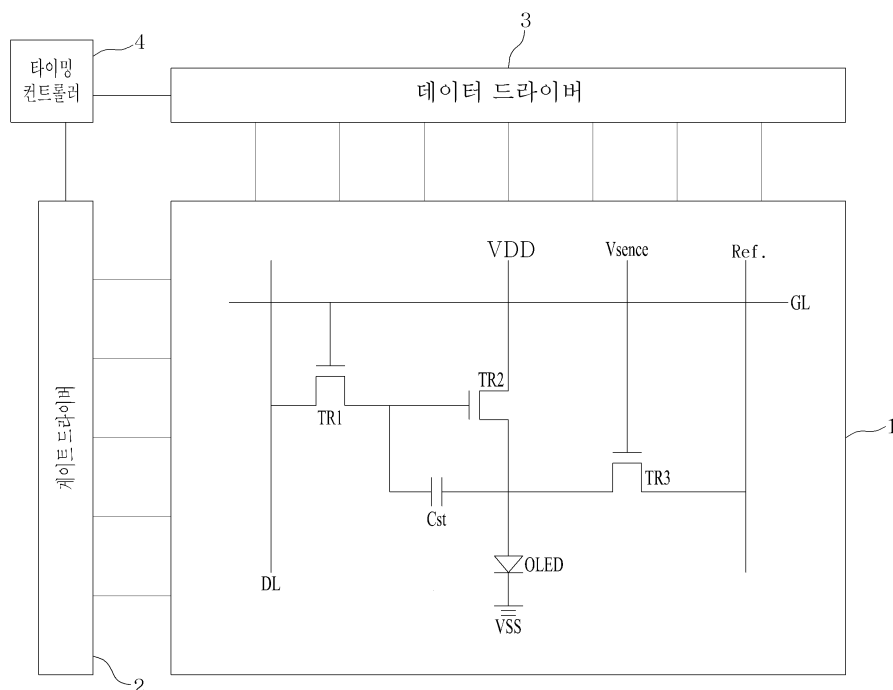 3
4
타이밍
컨트롤러
데이터 드라이버
VDD
Vsence
Ref.
GL
TR2
TR1
게이트 드라이버
1
TR3
Cst
OLED
DL
VSS
2